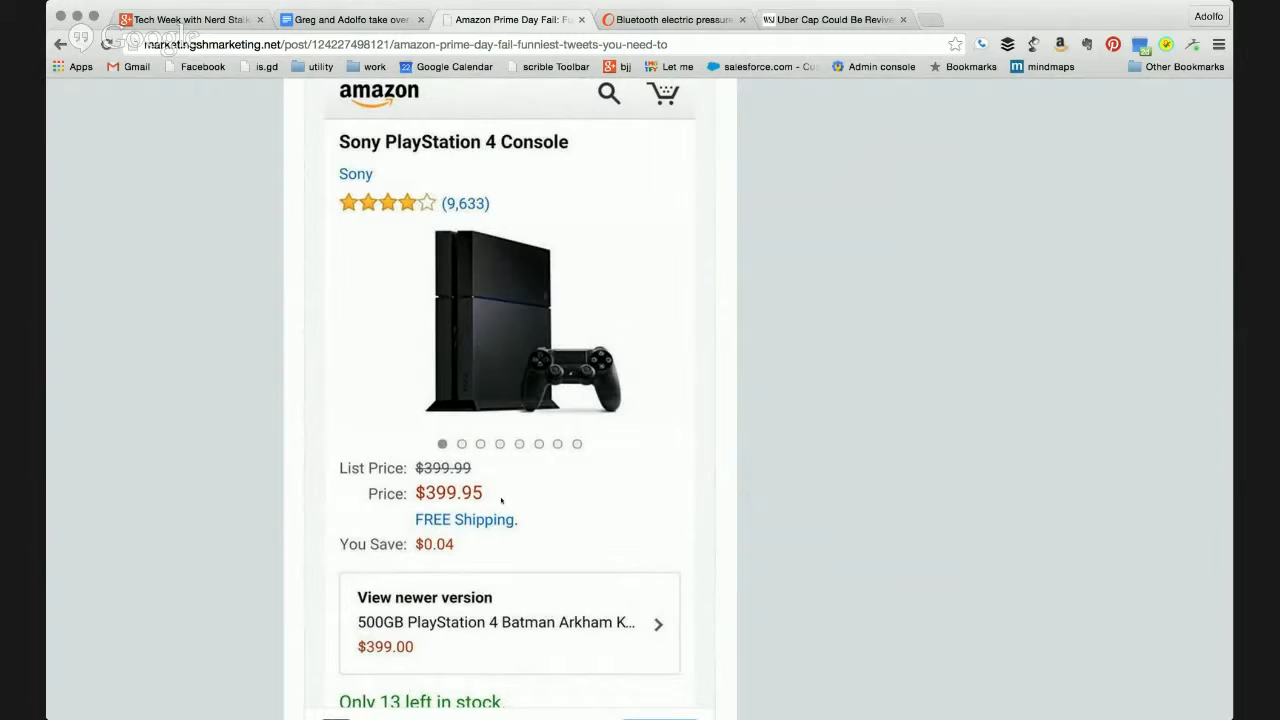 Tech Week with Nerd Stalk
Greg and Adolfo take over
Amazon Prime Day Fail: Fu
Bluetooth electric pressure
Uber Cap Could Be Revive
Adolfo
Google
marketingshmarketing.net/post/124227498121/amazon-prime-day-fail-funniest-tweets-you-need-to
Apps
Gmail
Facebook
is.gd
utility
work
22 Google Calendar
scrible Toolbar
bjj
Let me
salesforce.com - Cus
Admin console
Bookmarks
mindmaps
Other Bookmarks
amazon
Sony PlayStation 4 Console
Sony
(9,633)
List Price: $399.99
Price: $399.95
FREE Shipping.
You Save: $0.04
View newer version
500GB PlayStation 4 Batman Arkham K...
$399.00
Only 13 left in stock.